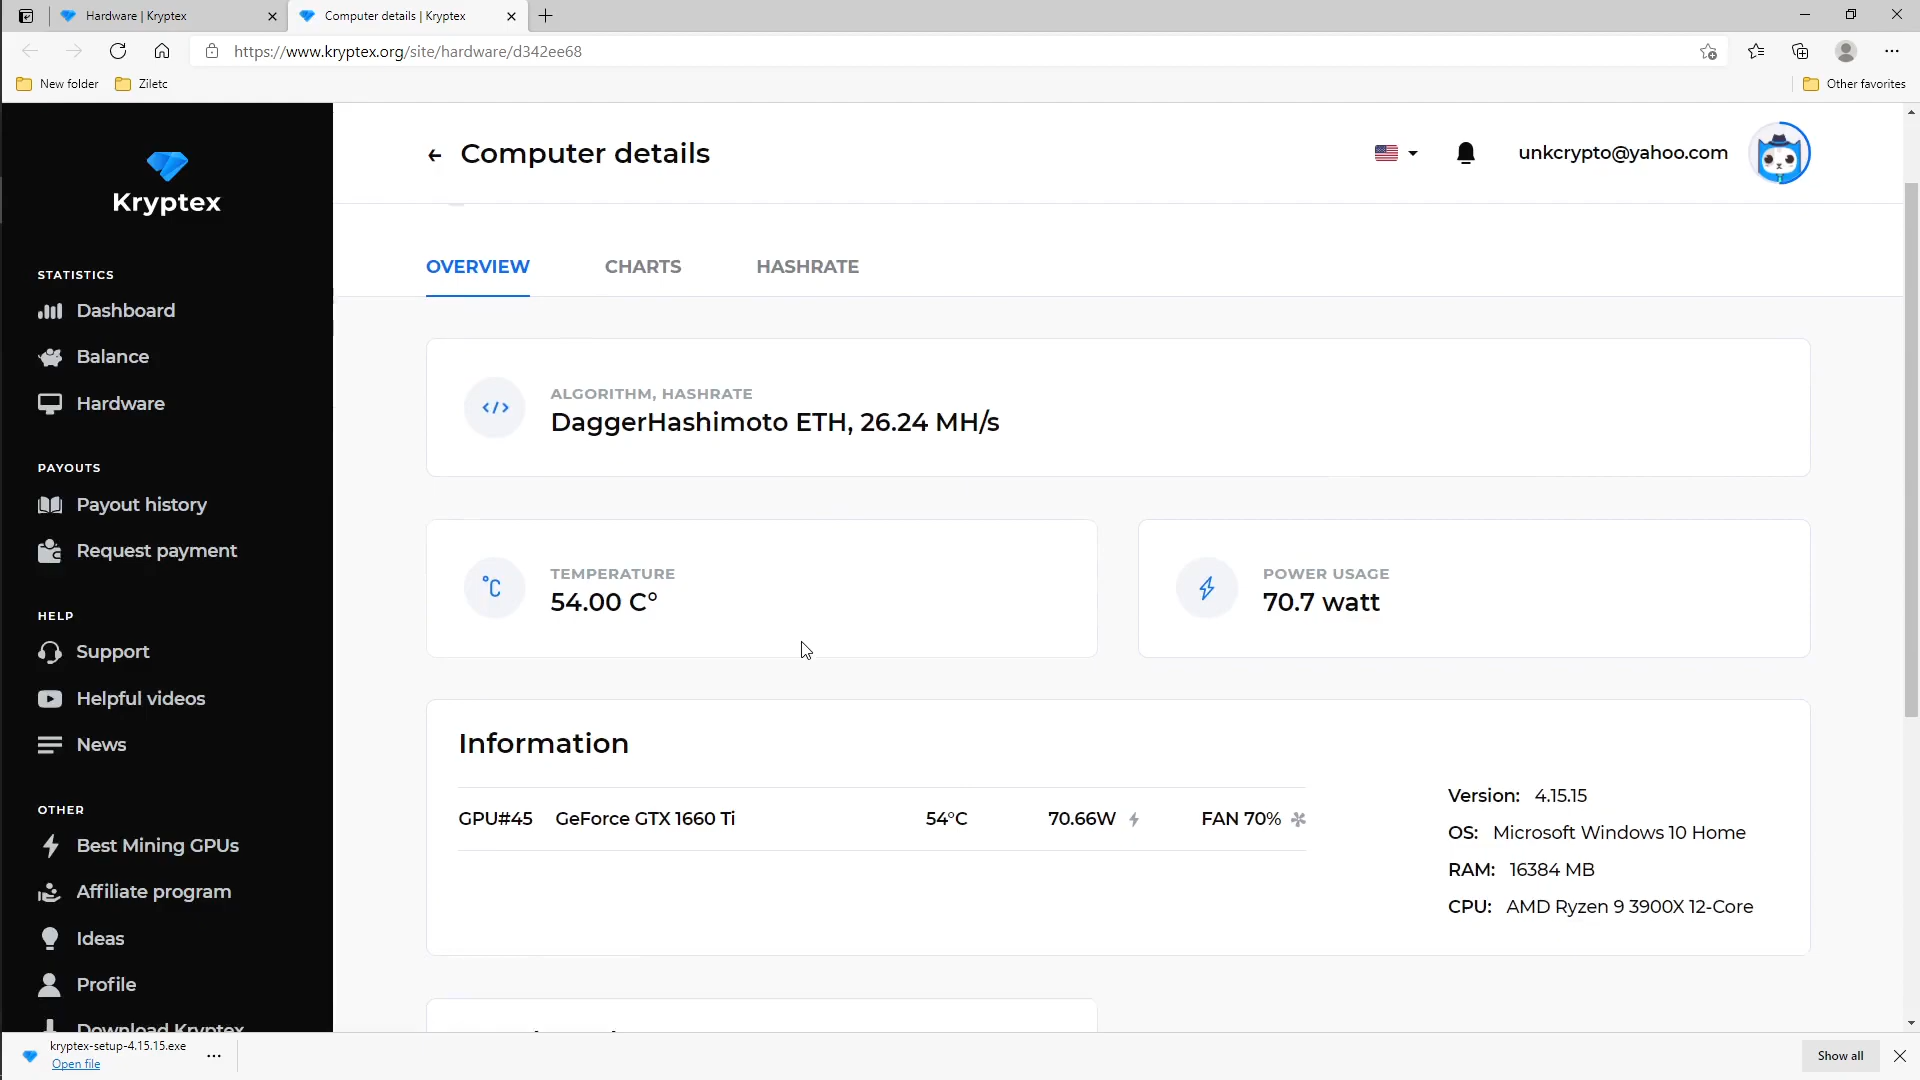 Hardware | Kryptex
Computer details | Kryptex
https://www.kryptex.org/site/hardware/d342ee68
New folder
Ziletc
Other favorites
Kryptex
Computer details
unkcrypto@yahoo.com
OVERVIEW
CHARTS
HASHRATE
STATISTICS
Dashboard
Balance
Hardware
PAYOUTS
Payout history
Request payment
HELP
Support
Helpful videos
News
OTHER
Best Mining GPUs
Affiliate program
Ideas
Profile
Download Kryptex
ALGORITHM, HASHRATE
DaggerHashimoto ETH, 26.24 MH/s
°C
TEMPERATURE
54.00 C°
POWER USAGE
70.7 watt
Information
GPU#45 GeForce GTX 1660 Ti 54°C 70.66W FAN 70%
Version: 4.15.15
OS: Microsoft Windows 10 Home
RAM: 16384 MB
CPU: AMD Ryzen 9 3900X 12-Core
kryptex-setup-4.15.15.exe
Open file
Show all